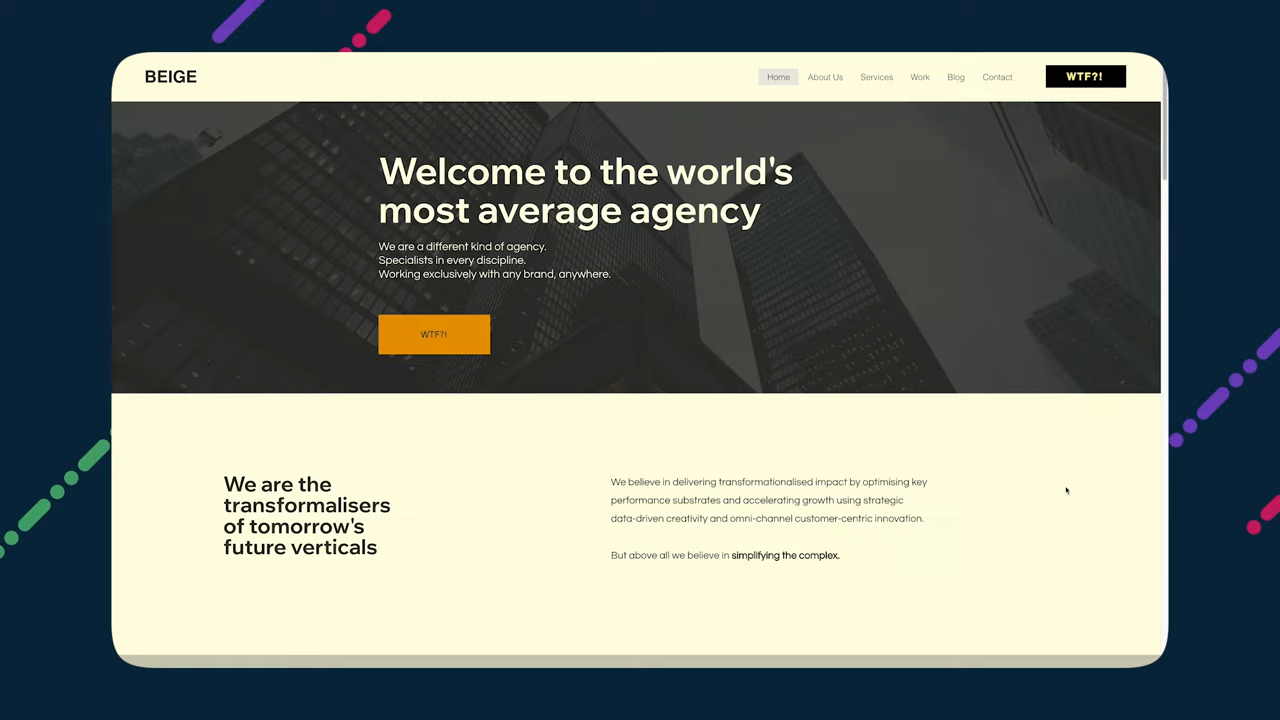 BEIGE
Home About Us Services Work Blog Contact WTF?!
Welcome to the world's
most average agency
We are a different kind of agency.
Specialists in every discipline.
Working exclusively with any brand, anywhere.
WTF?!
We are the
transformalisers
of tomorrow's
future verticals
We believe in delivering transformationalised impact by optimising key
performance substrates and accelerating growth using strategic
data-driven creativity and omni-channel customer-centric innovation.
But above all we believe in simplifying the complex.